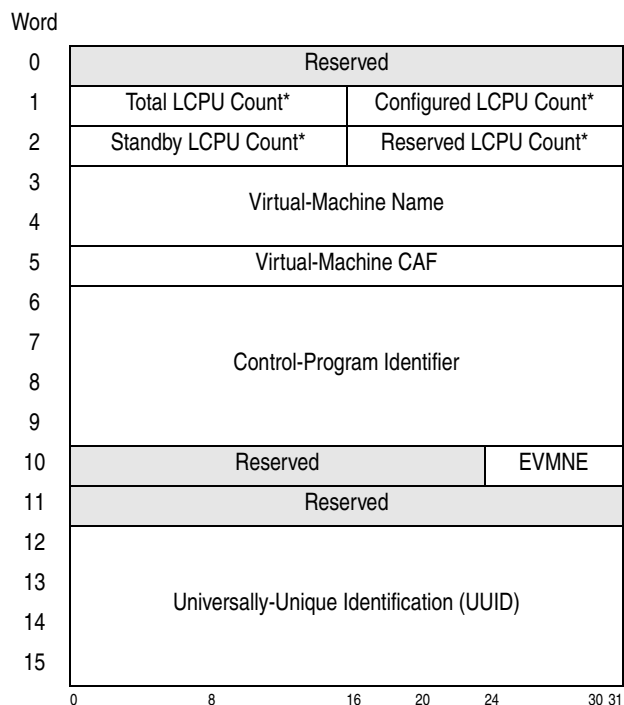 Word
0 Reserved
1 Total LCPU Count* Configured LCPU Count*
2 Standby LCPU Count* Reserved LCPU Count*
3
Virtual-Machine Name
4
5 Virtual-Machine CAF
6
7
Control-Program Identifier
8
9
10 Reserved EVMNE
11 Reserved
12
13
Universally-Unique Identification (UUID)
14
15
0 8 16 20 24 30 31